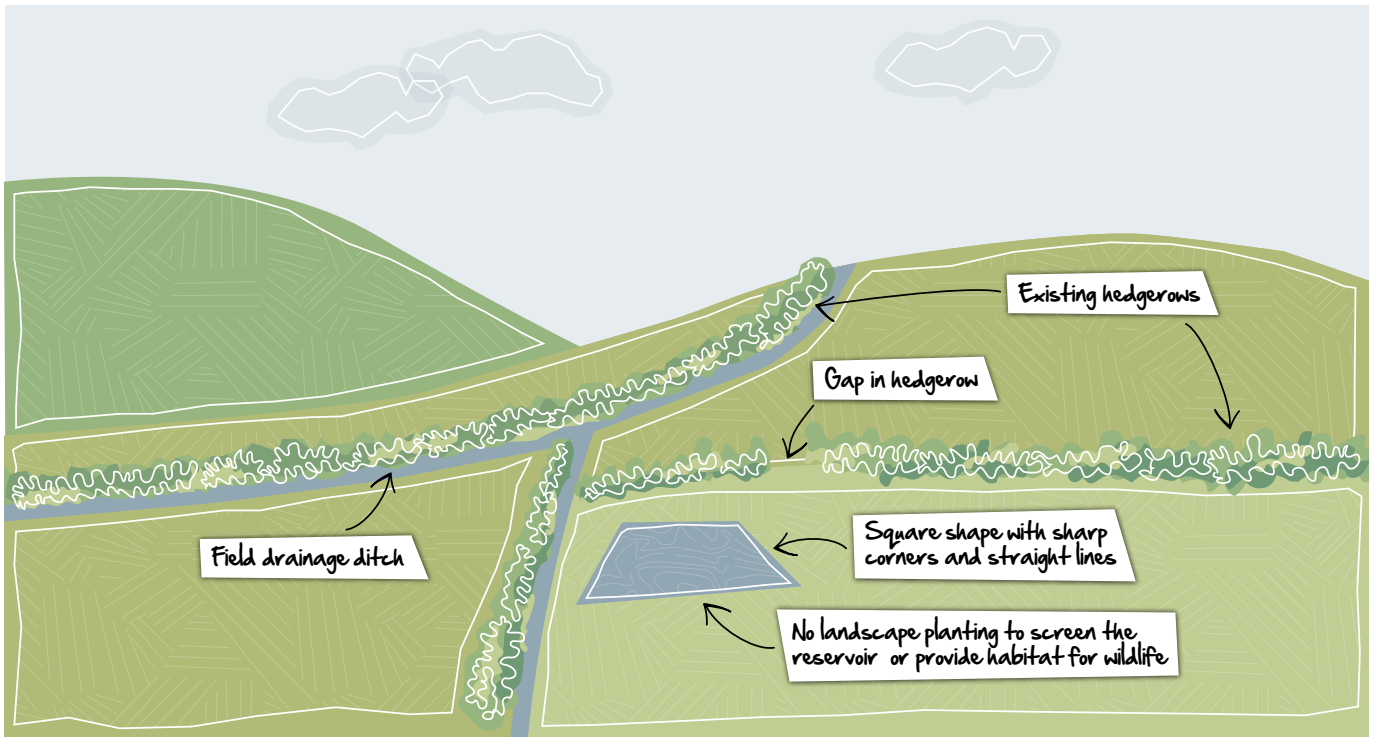 Existing hedgerows
Gap in hedgerow
Field drainage ditch
Square shape with sharp
corners and straight lines
No landscape planting to screen the
reservoir or provide habitat for wildlife